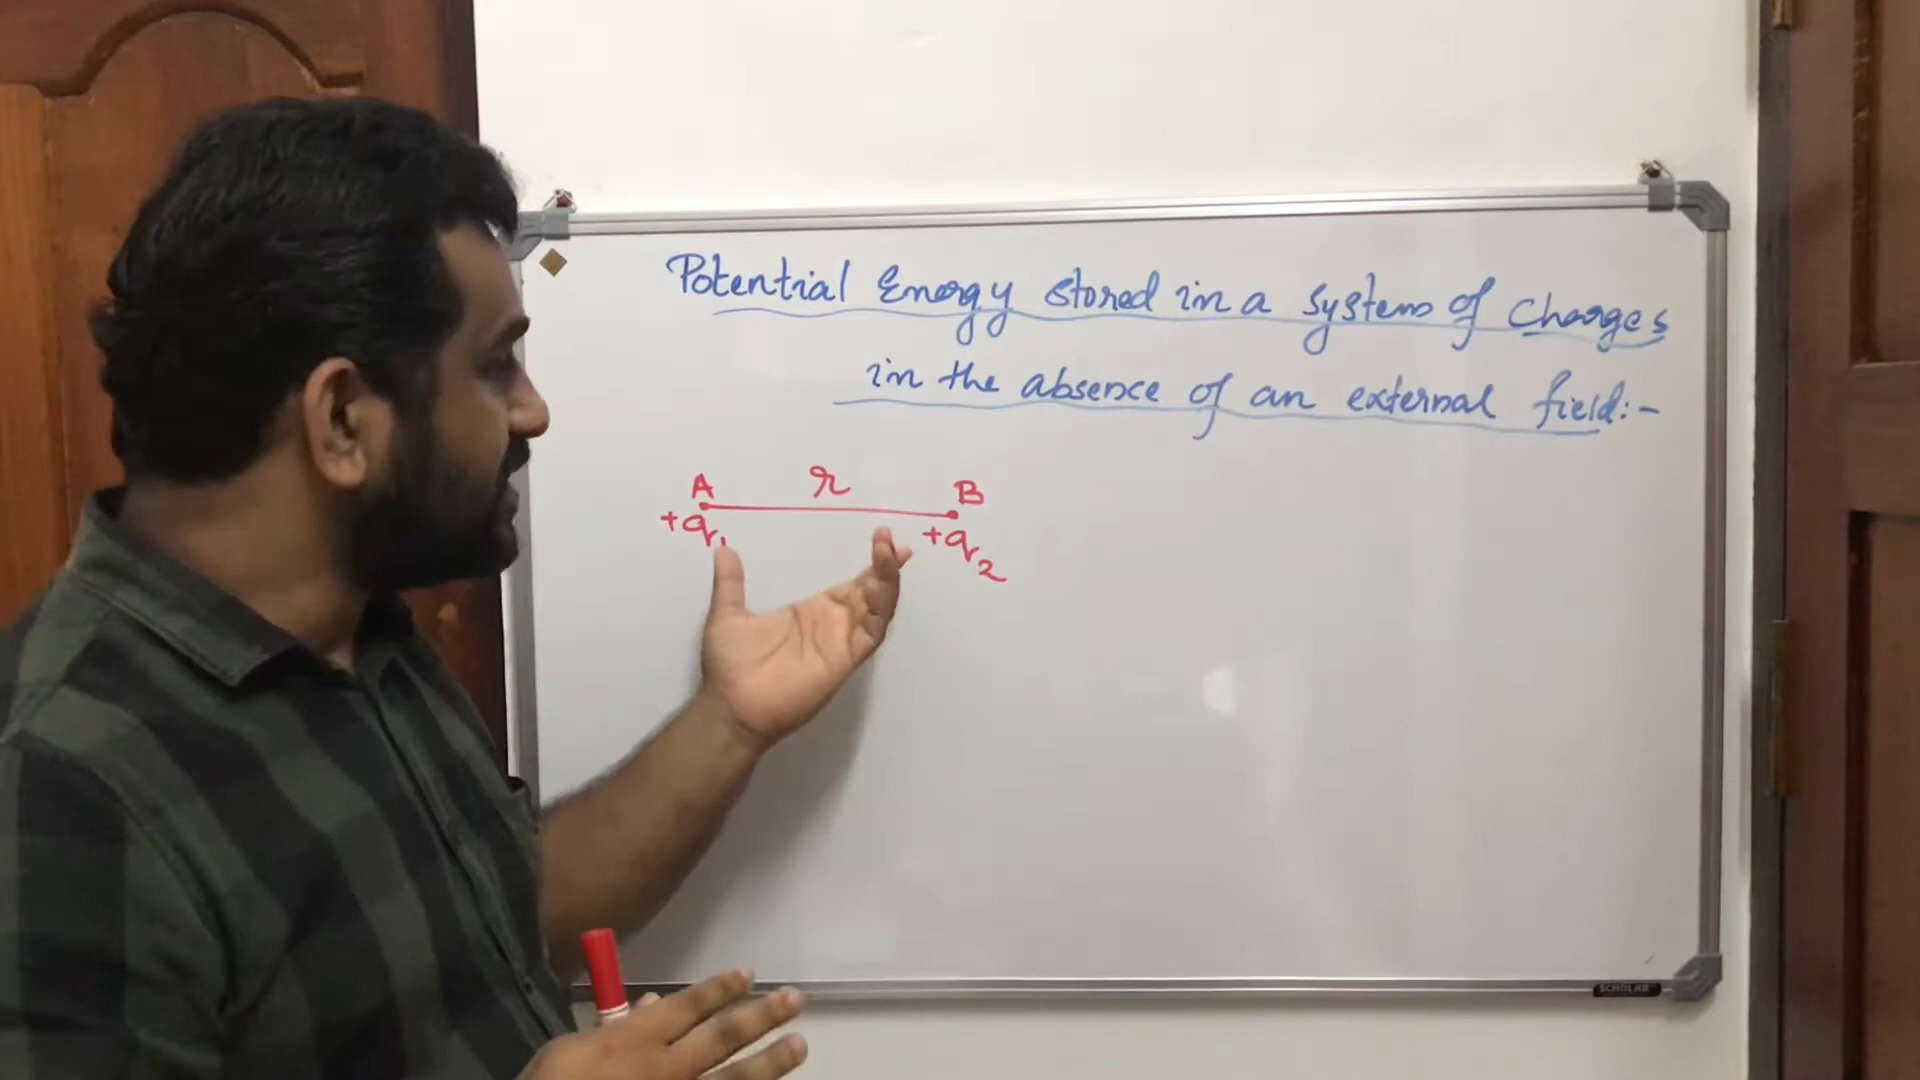 Potential Energy stored in a system of charges
in the absence of an external field:-
A r B
+q1 +q2
SCHOLAR